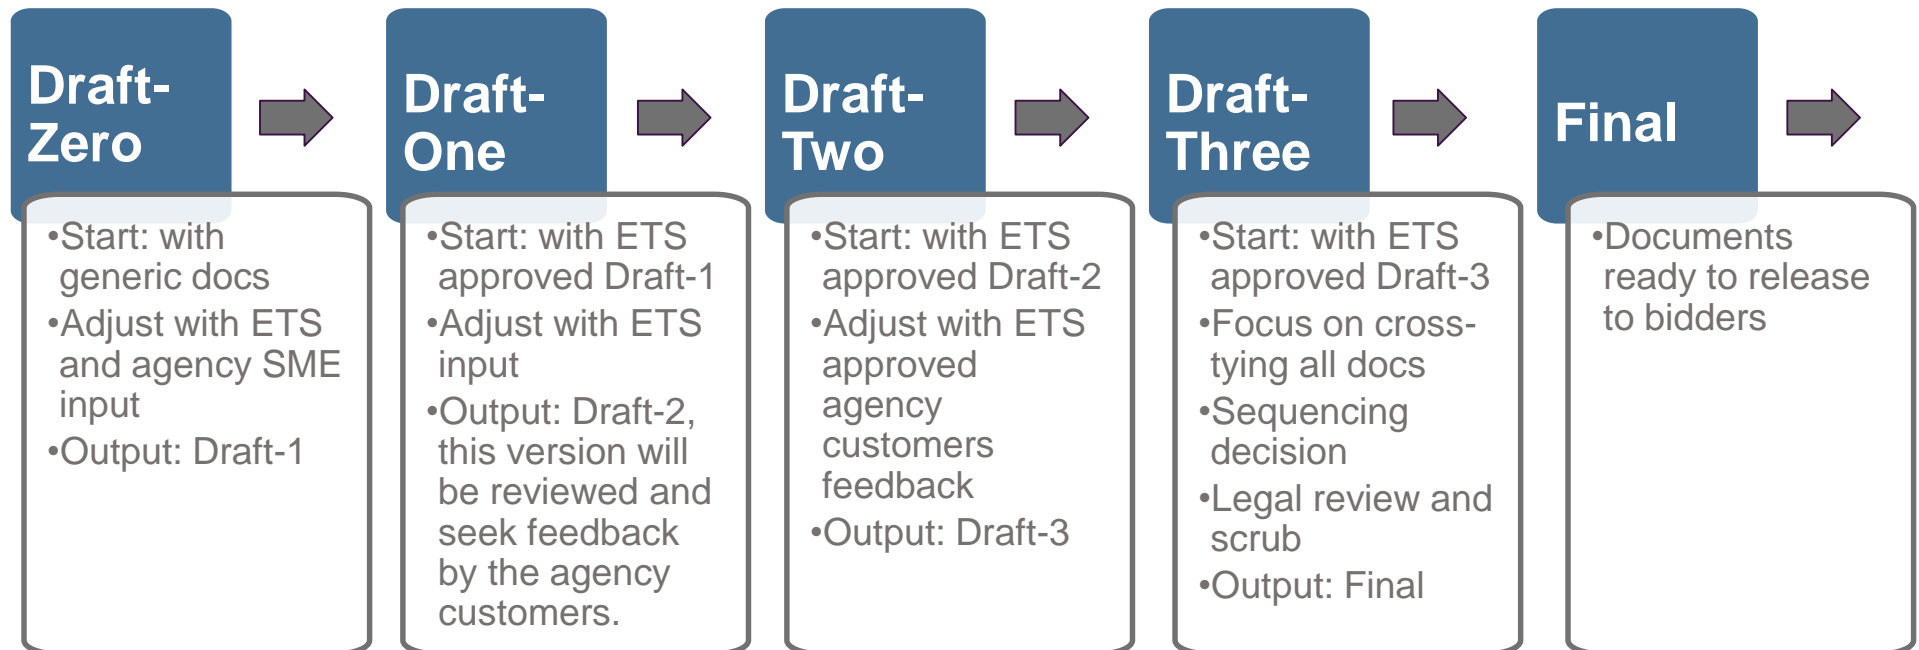 Draft-
Zero
•Start: with
generic docs
•Adjust with ETS
and agency SME
input
•Output: Draft-1
Draft-
One
•Start: with ETS
approved Draft-1
•Adjust with ETS
input
•Output: Draft-2,
this version will
be reviewed and
seek feedback
by the agency
customers.
Draft-
Two
•Start: with ETS
approved Draft-2
•Adjust with ETS
approved
agency
customers
feedback
•Output: Draft-3
Draft-
Three
•Start: with ETS
approved Draft-3
•Focus on cross-
tying all docs
•Sequencing
decision
•Legal review and
scrub
•Output: Final
Final
•Documents
ready to release
to bidders